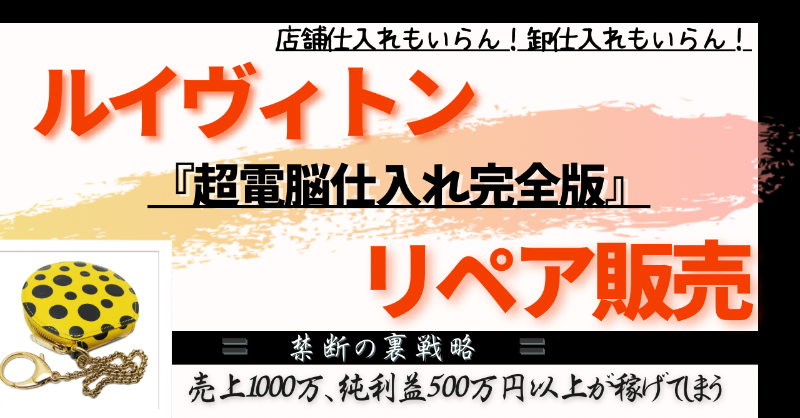 店舗仕入れもいらん！卸仕入れもいらん！
ルイヴィトン
『超電脳仕入れ完全版』
リペア販売
＝ 禁断の裏戦略 ＝
売上1000万、純利益500万円以上が稼げてしまう